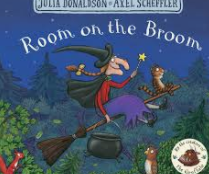 JULIA DONALDSON • AXEL SCHEFFLER
Room on the Broom